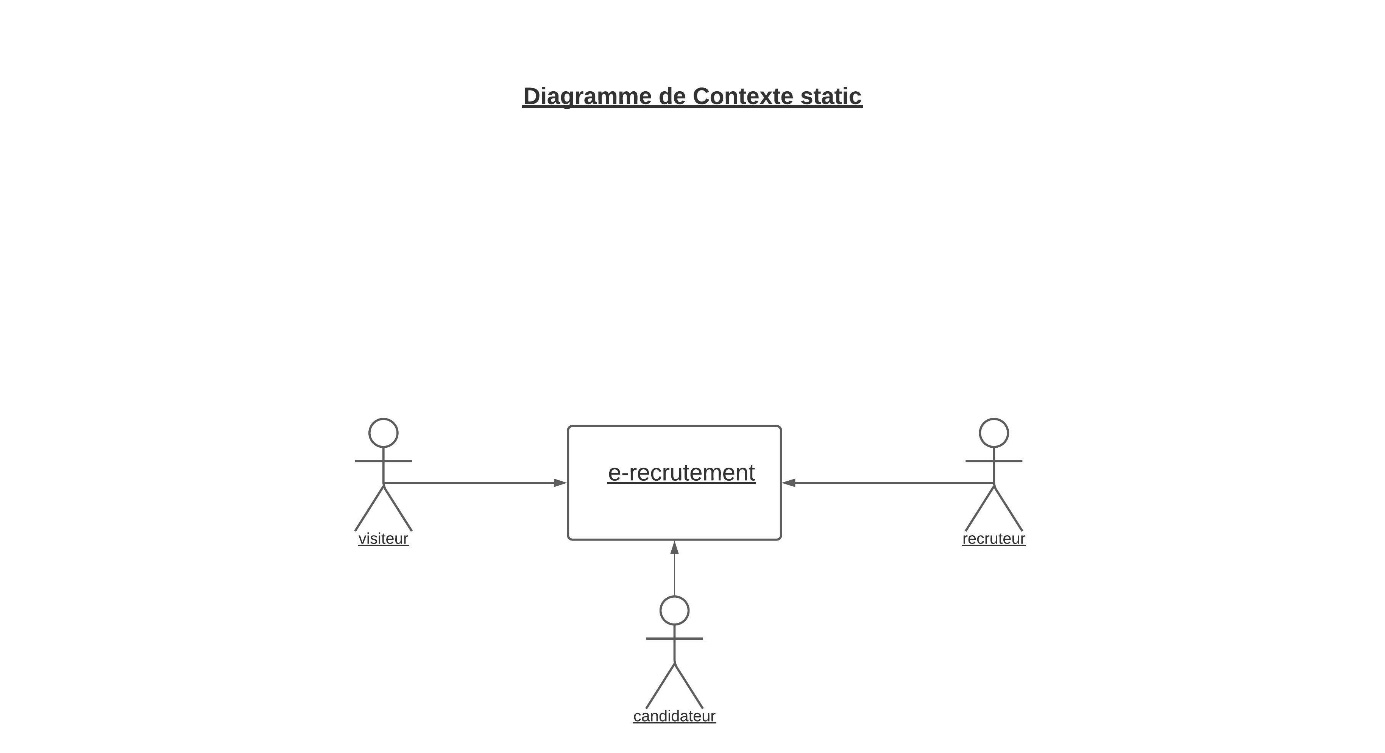 Diagramme de Contexte static
e-recrutement
visiteur
recruteur
candidateur